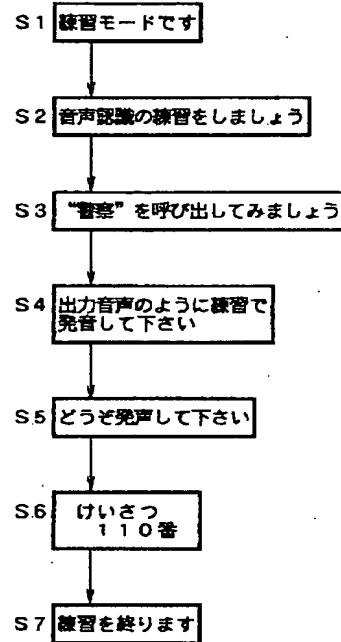 S1 練習モードです
S2 音声認識の練習をしましょう
S3 “警察”を呼び出してみましょう
S4 出力音声のように練習で
発音して下さい
S.5 どうぞ発声して下さい
S.6 けいさつ
110番
S7 練習を終ります